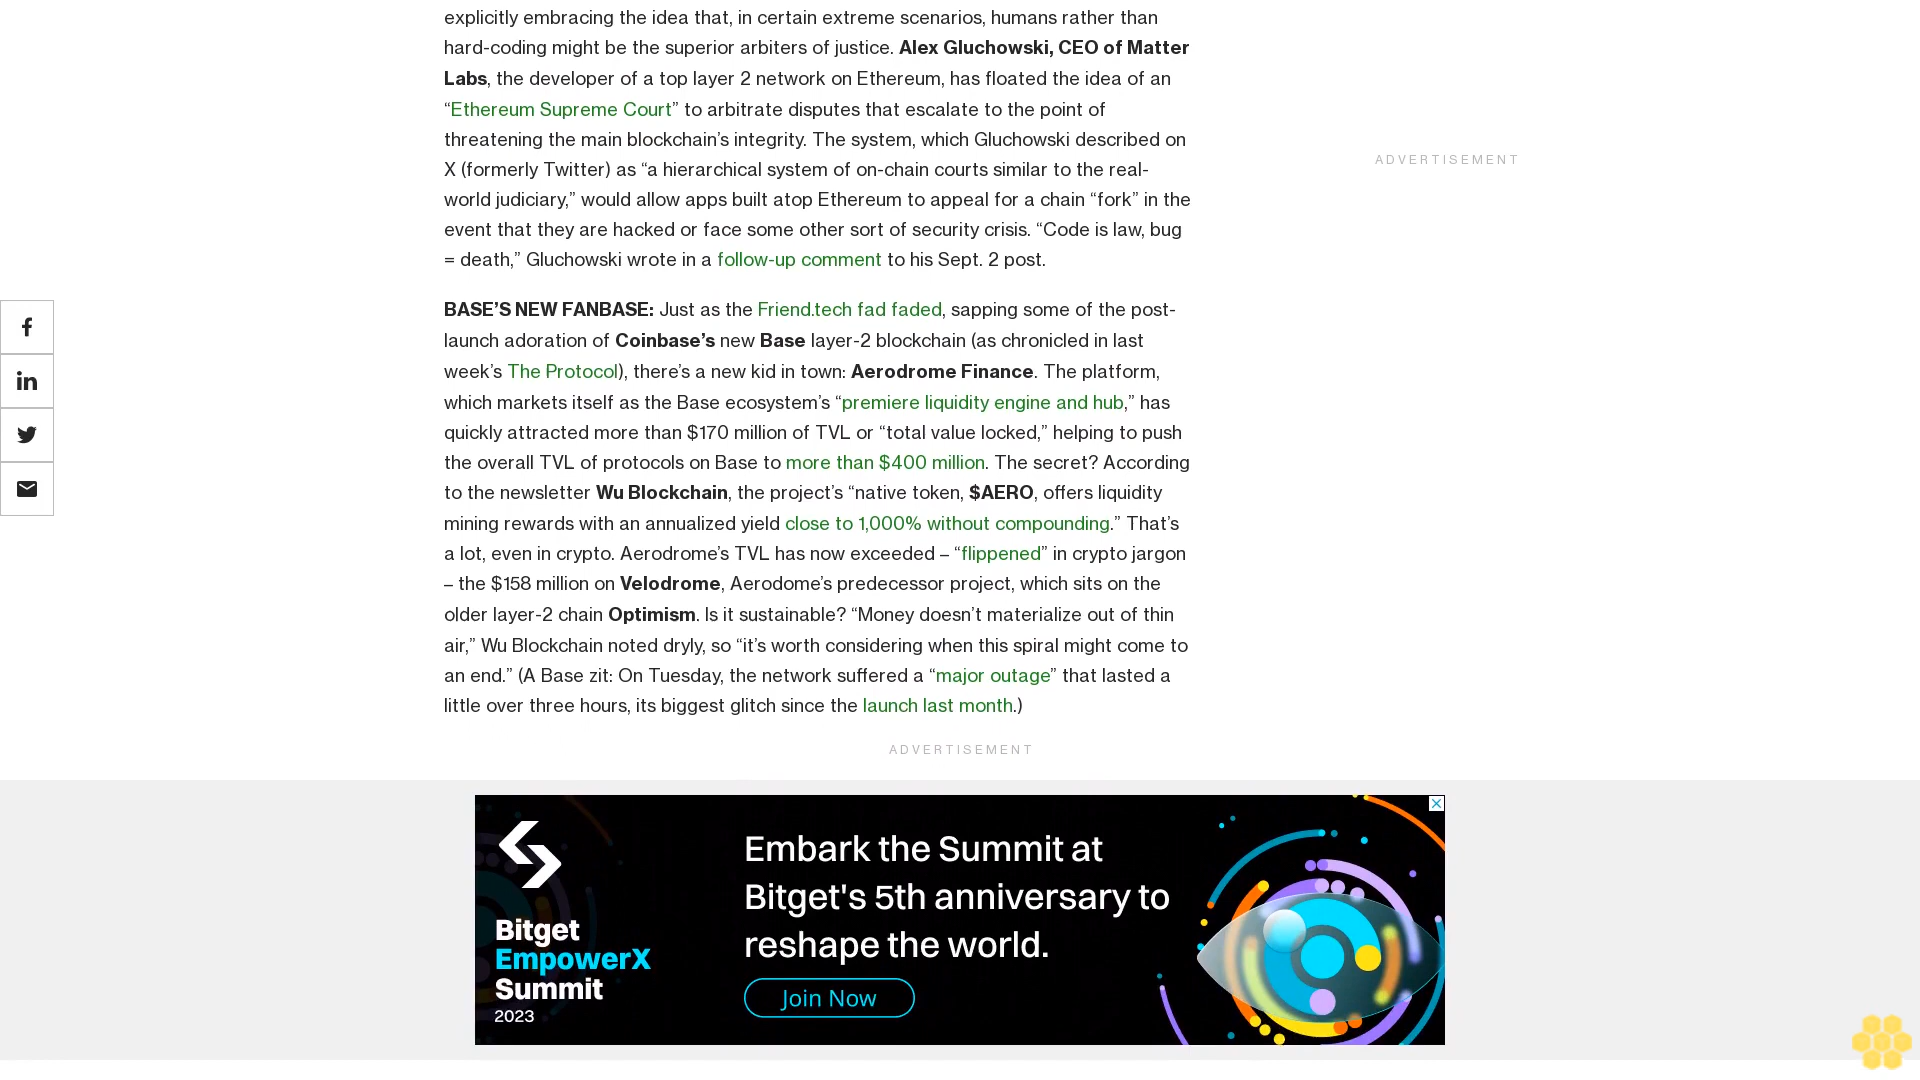 explicitly embracing the idea that, in certain extreme scenarios, humans rather than
hard-coding might be the superior arbiters of justice. Alex Gluchowski, CEO of Matter
Labs, the developer of a top layer 2 network on Ethereum, has floated the idea of an
“Ethereum Supreme Court” to arbitrate disputes that escalate to the point of
threatening the main blockchain’s integrity. The system, which Gluchowski described on
X (formerly Twitter) as “a hierarchical system of on-chain courts similar to the real-
world judiciary,” would allow apps built atop Ethereum to appeal for a chain “fork” in the
event that they are hacked or face some other sort of security crisis. “Code is law, bug
= death,” Gluchowski wrote in a follow-up comment to his Sept. 2 post.
BASE’S NEW FANBASE: Just as the Friend.tech fad faded, sapping some of the post-
launch adoration of Coinbase’s new Base layer-2 blockchain (as chronicled in last
week’s The Protocol), there’s a new kid in town: Aerodrome Finance. The platform,
which markets itself as the Base ecosystem’s “premiere liquidity engine and hub,” has
quickly attracted more than $170 million of TVL or “total value locked,” helping to push
the overall TVL of protocols on Base to more than $400 million. The secret? According
to the newsletter Wu Blockchain, the project’s “native token, $AERO, offers liquidity
mining rewards with an annualized yield close to 1,000% without compounding.” That’s
a lot, even in crypto. Aerodrome’s TVL has now exceeded – “flippened” in crypto jargon
– the $158 million on Velodrome, Aerodome’s predecessor project, which sits on the
older layer-2 chain Optimism. Is it sustainable? “Money doesn’t materialize out of thin
air,” Wu Blockchain noted dryly, so “it’s worth considering when this spiral might come to
an end.” (A Base zit: On Tuesday, the network suffered a “major outage” that lasted a
little over three hours, its biggest glitch since the launch last month.)
ADVERTISEMENT
ADVERTISEMENT
Bitget
EmpowerX
Summit
2023
Embark the Summit at
Bitget's 5th anniversary to
reshape the world.
Join Now